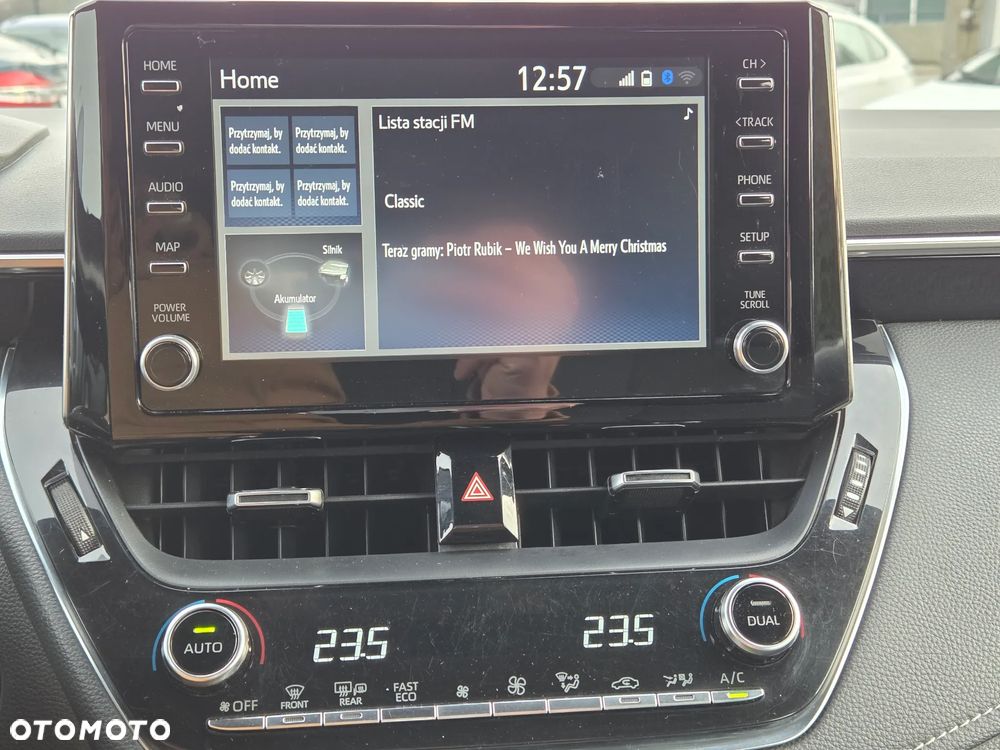 HOME
MENU
AUDIO
MAP
POWER
VOLUME
Home
12:57
Przytrzymaj, by
dodać kontakt.
Przytrzymaj, by
dodać kontakt.
Przytrzymaj, by
dodać kontakt.
Przytrzymaj, by
dodać kontakt.
Silnik
Akumulator
Lista stacji FM
Classic
Teraz gramy: Piotr Rubik – We Wish You A Merry Christmas
CH >
<TRACK
PHONE
SETUP
TUNE
SCROLL
AUTO
23.5
23.5
DUAL
OFF
FRONT
REAR
FAST
ECO
A/C
OTOMOTO